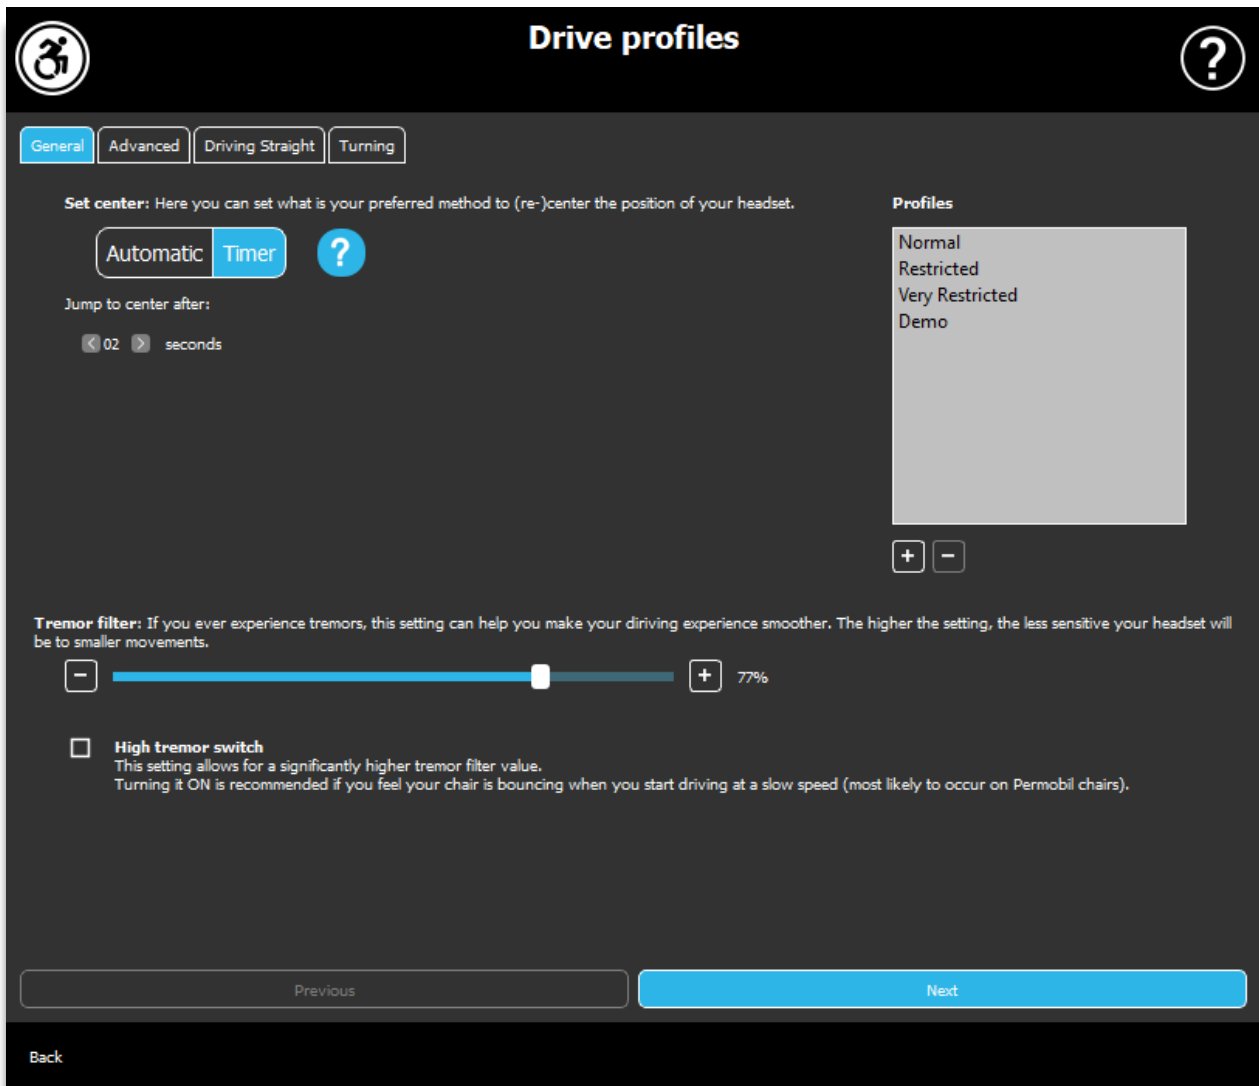 Drive profiles
?
General Advanced Driving Straight Turning
Set center: Here you can set what is your preferred method to (re-)center the position of your headset.
Automatic Timer ?
Jump to center after:
< 02 > seconds
Profiles
Normal
Restricted
Very Restricted
Demo
+ −
Tremor filter: If you ever experience tremors, this setting can help you make your diriving experience smoother. The higher the setting, the less sensitive your headset will
be to smaller movements.
− + 77%
High tremor switch
This setting allows for a significantly higher tremor filter value.
Turning it ON is recommended if you feel your chair is bouncing when you start driving at a slow speed (most likely to occur on Permobil chairs).
Previous Next
Back